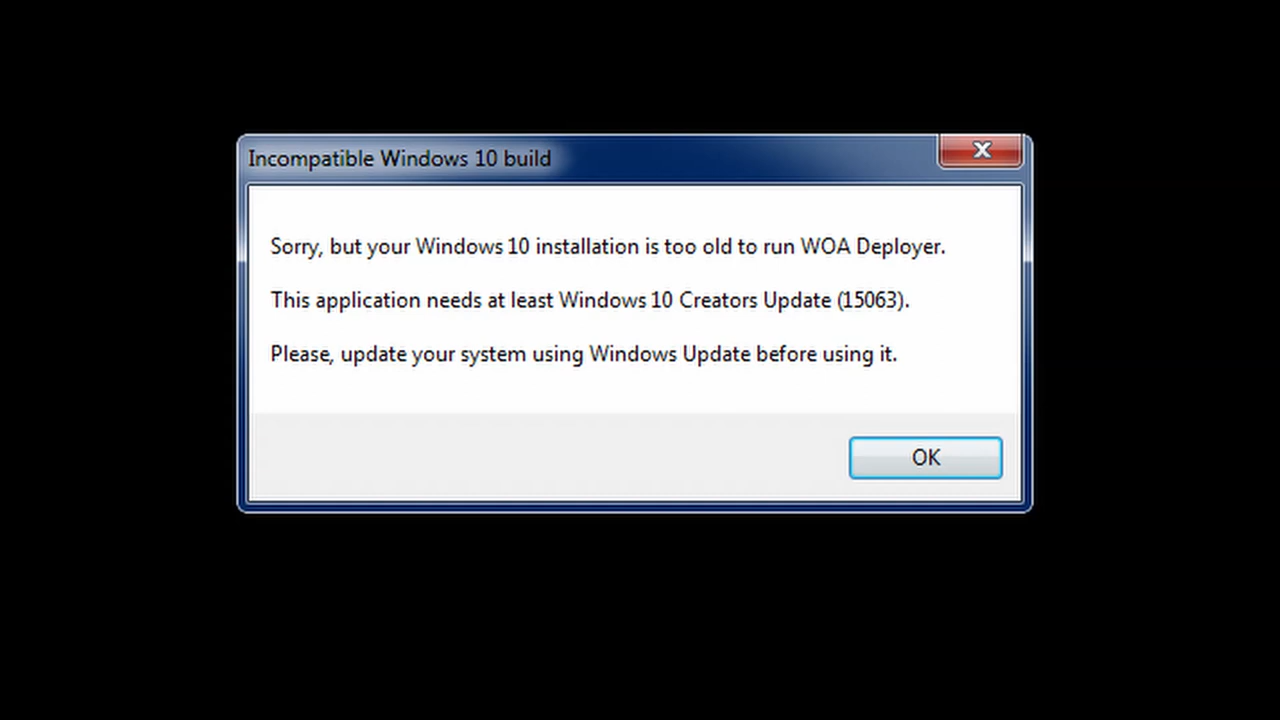 Incompatible Windows 10 build
Sorry, but your Windows 10 installation is too old to run WOA Deployer.
This application needs at least Windows 10 Creators Update (15063).
Please, update your system using Windows Update before using it.
OK